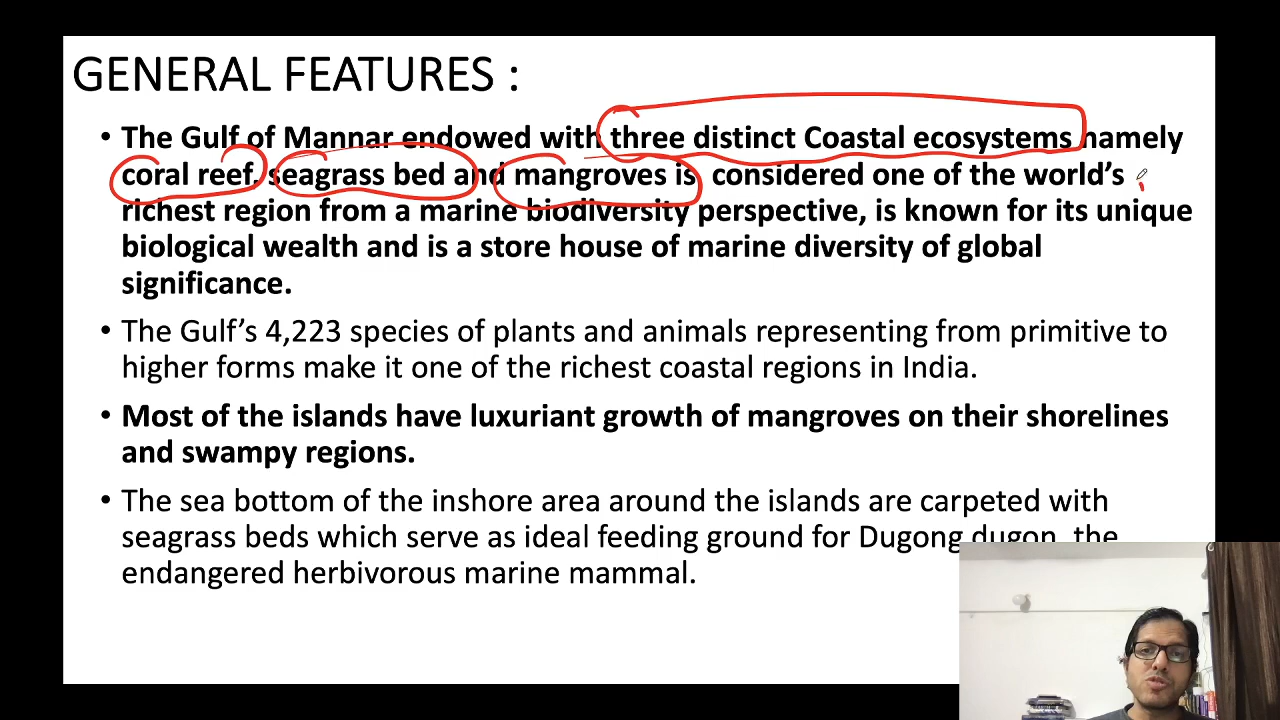 GENERAL FEATURES :
• The Gulf of Mannar endowed with three distinct Coastal ecosystems namely
coral reef, seagrass bed and mangroves is considered one of the world’s
richest region from a marine biodiversity perspective, is known for its unique
biological wealth and is a store house of marine diversity of global
significance.
• The Gulf’s 4,223 species of plants and animals representing from primitive to
higher forms make it one of the richest coastal regions in India.
• Most of the islands have luxuriant growth of mangroves on their shorelines
and swampy regions.
• The sea bottom of the inshore area around the islands are carpeted with
seagrass beds which serve as ideal feeding ground for Dugong dugon, the
endangered herbivorous marine mammal.